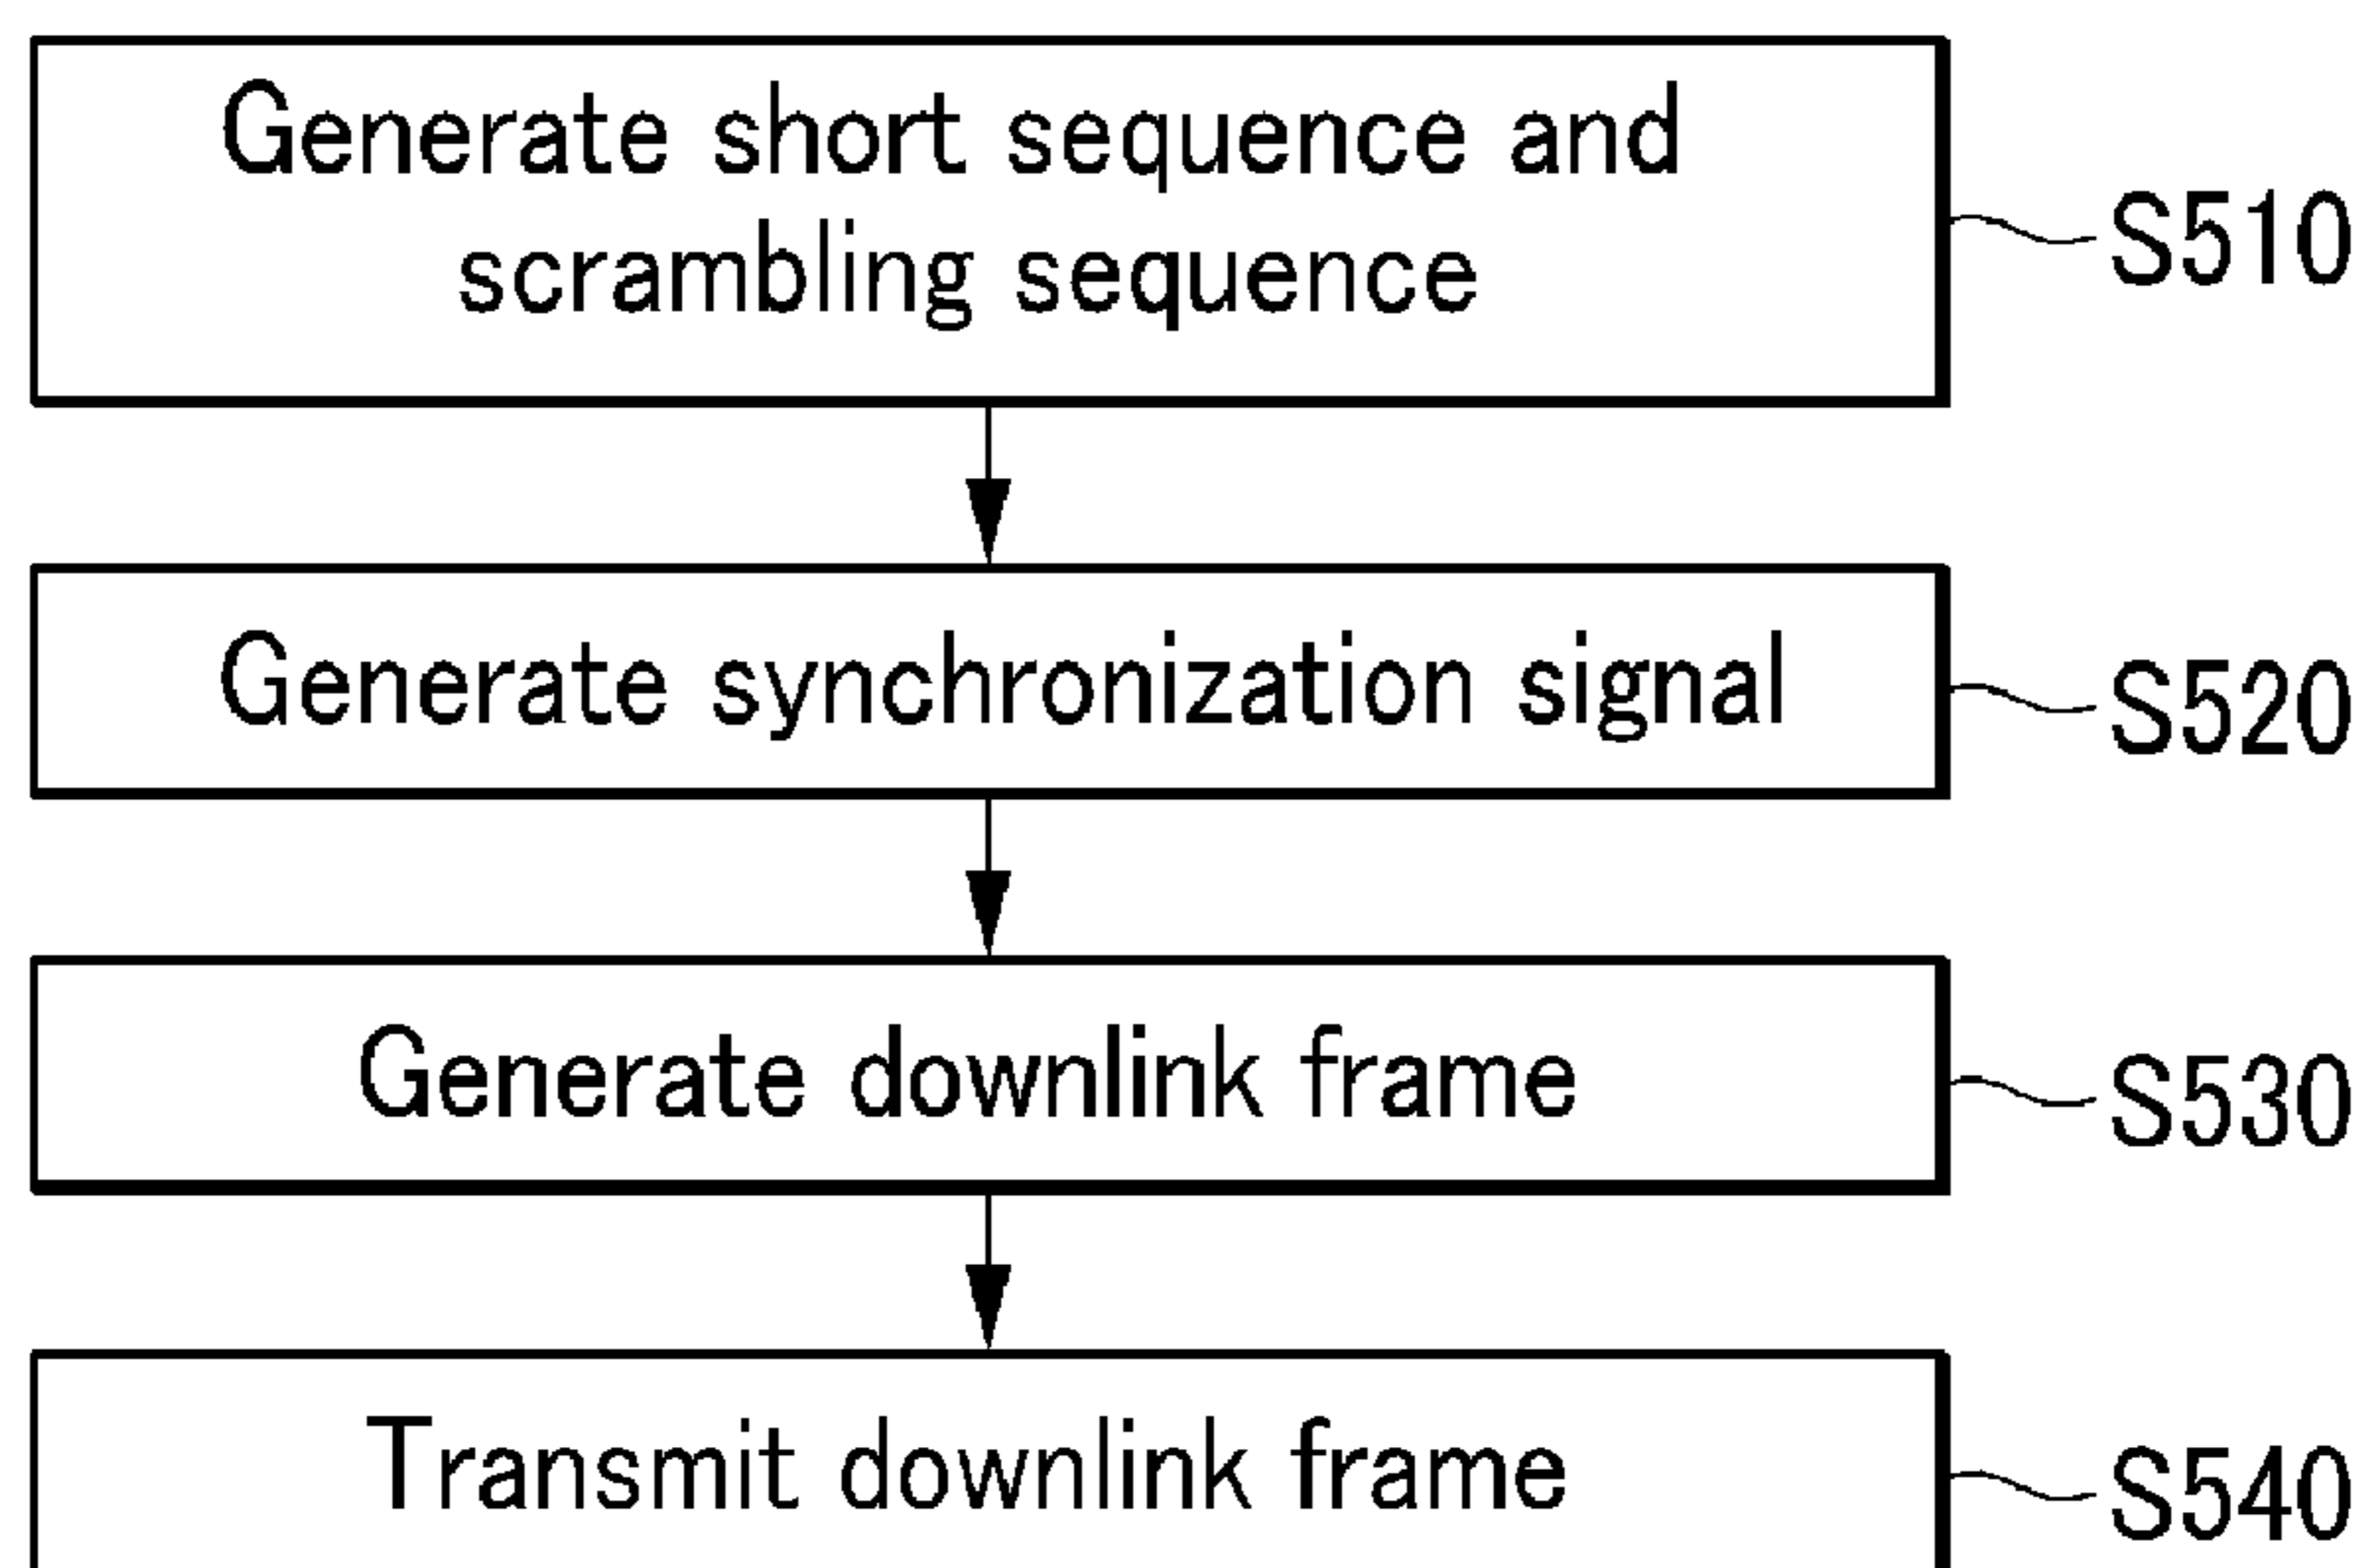 Generate short sequence and
scrambling sequence
S510
Generate synchronization signal
S520
Generate downlink frame
S530
Transmit downlink frame
S540